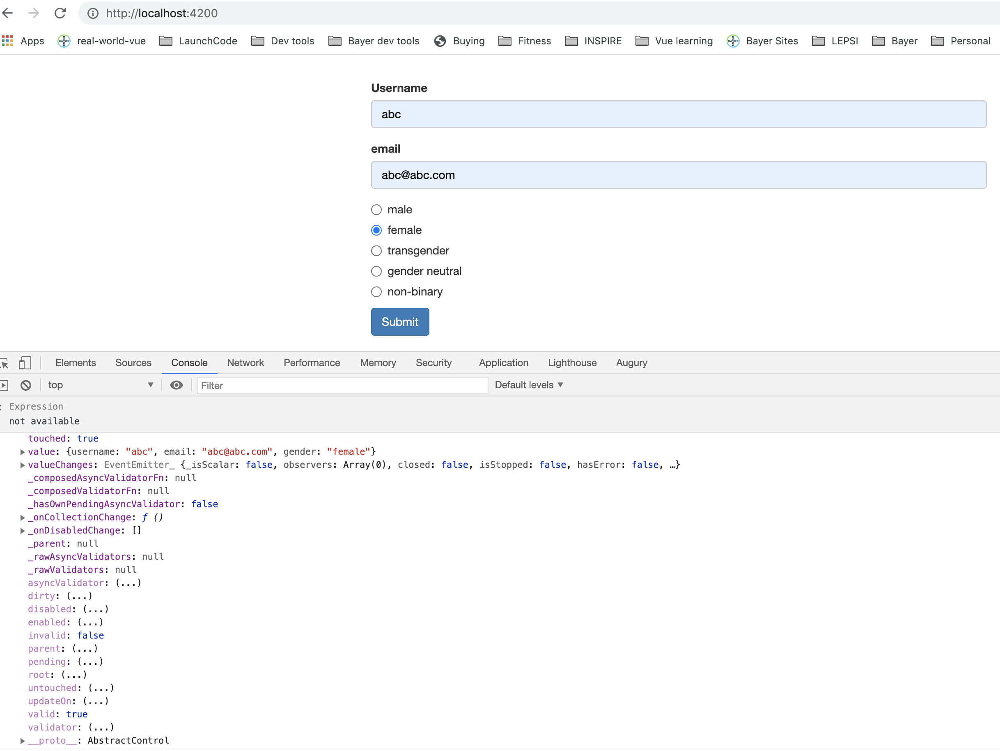 http://localhost:4200
Apps real-world-vue LaunchCode Dev tools Bayer dev tools Buying Fitness INSPIRE Vue learning Bayer Sites LEPSI Bayer Personal
Username
abc
email
abc@abc.com
male
female
transgender
gender neutral
non-binary
Submit
Elements Sources Console Network Performance Memory Security Application Lighthouse Augury
top ▼ Filter Default levels ▼
Expression
not available
touched: true
▶value: {username: "abc", email: "abc@abc.com", gender: "female"}
▶valueChanges: EventEmitter_ {_isScalar: false, observers: Array(0), closed: false, isStopped: false, hasError: false, …}
_composedAsyncValidatorFn: null
_composedValidatorFn: null
_hasOwnPendingAsyncValidator: false
▶_onCollectionChange: ƒ ()
▶_onDisabledChange: []
_parent: null
_rawAsyncValidators: null
_rawValidators: null
asyncValidator: (...)
dirty: (...)
disabled: (...)
enabled: (...)
invalid: false
parent: (...)
pending: (...)
root: (...)
untouched: (...)
updateOn: (...)
valid: true
validator: (...)
▶__proto__: AbstractControl